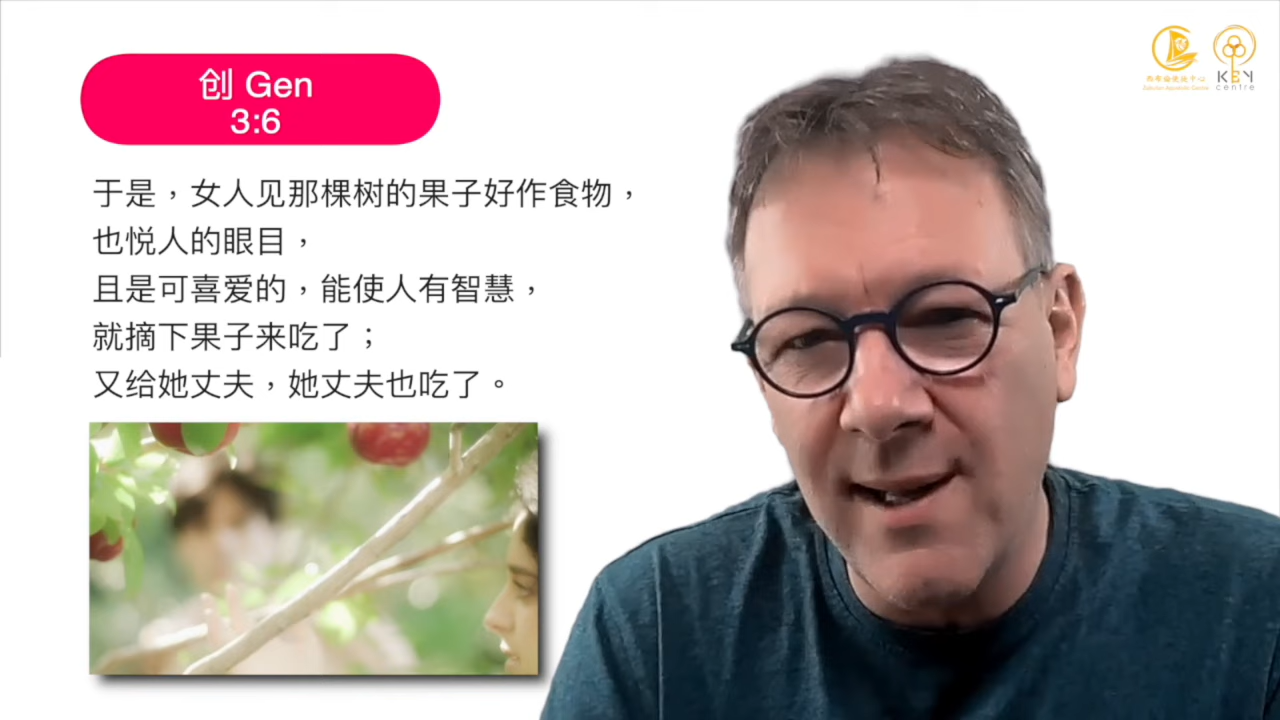 创 Gen
3:6
于是，女人见那棵树的果子好作食物，
也悦人的眼目，
且是可喜爱的，能使人有智慧，
就摘下果子来吃了；
又给她丈夫，她丈夫也吃了。
KEY
centre